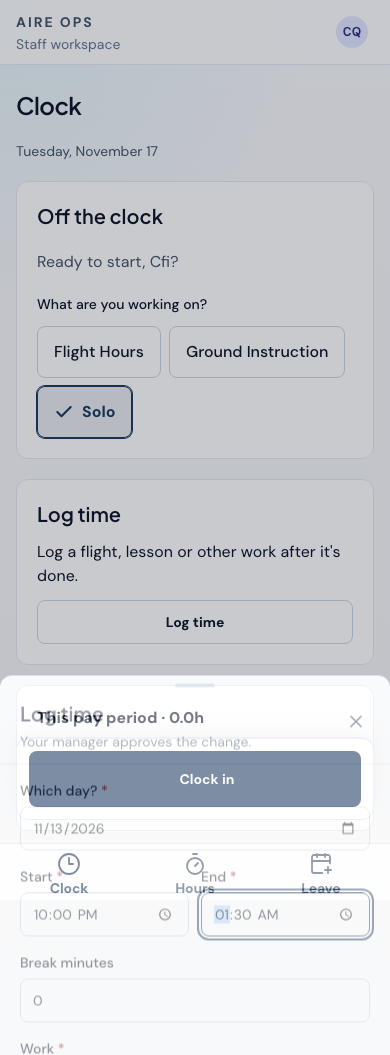 AIRE OPS
Staff workspace
CQ
Clock
Tuesday, November 17
Off the clock
Ready to start, Cfi?
What are you working on?
Flight Hours
Ground Instruction
Solo
Log time
Log a flight, lesson or other work after it's
done.
Log time
Log time
This pay period · 0.0h
Your manager approves the change.
Clock in
Which day? *
11/13/2026
Clock
Hours
Leave
Start *
End *
10:00 PM
01:30 AM
Break minutes
0
Work *